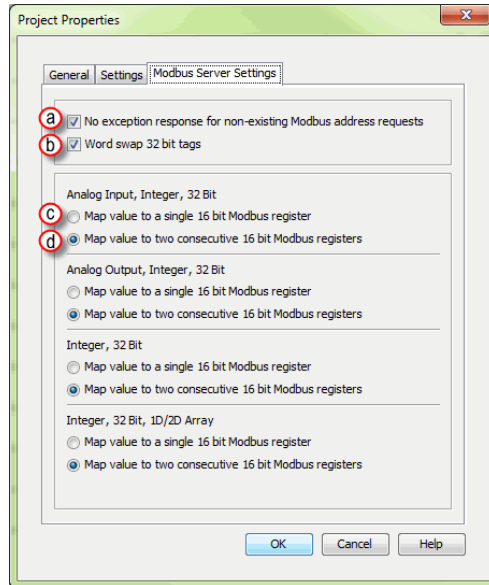 Project Properties
x
General Settings Modbus Server Settings
a No exception response for non-existing Modbus address requests
b Word swap 32 bit tags
Analog Input, Integer, 32 Bit
c Map value to a single 16 bit Modbus register
d Map value to two consecutive 16 bit Modbus registers
Analog Output, Integer, 32 Bit
Map value to a single 16 bit Modbus register
Map value to two consecutive 16 bit Modbus registers
Integer, 32 Bit
Map value to a single 16 bit Modbus register
Map value to two consecutive 16 bit Modbus registers
Integer, 32 Bit, 1D/2D Array
Map value to a single 16 bit Modbus register
Map value to two consecutive 16 bit Modbus registers
OK Cancel Help